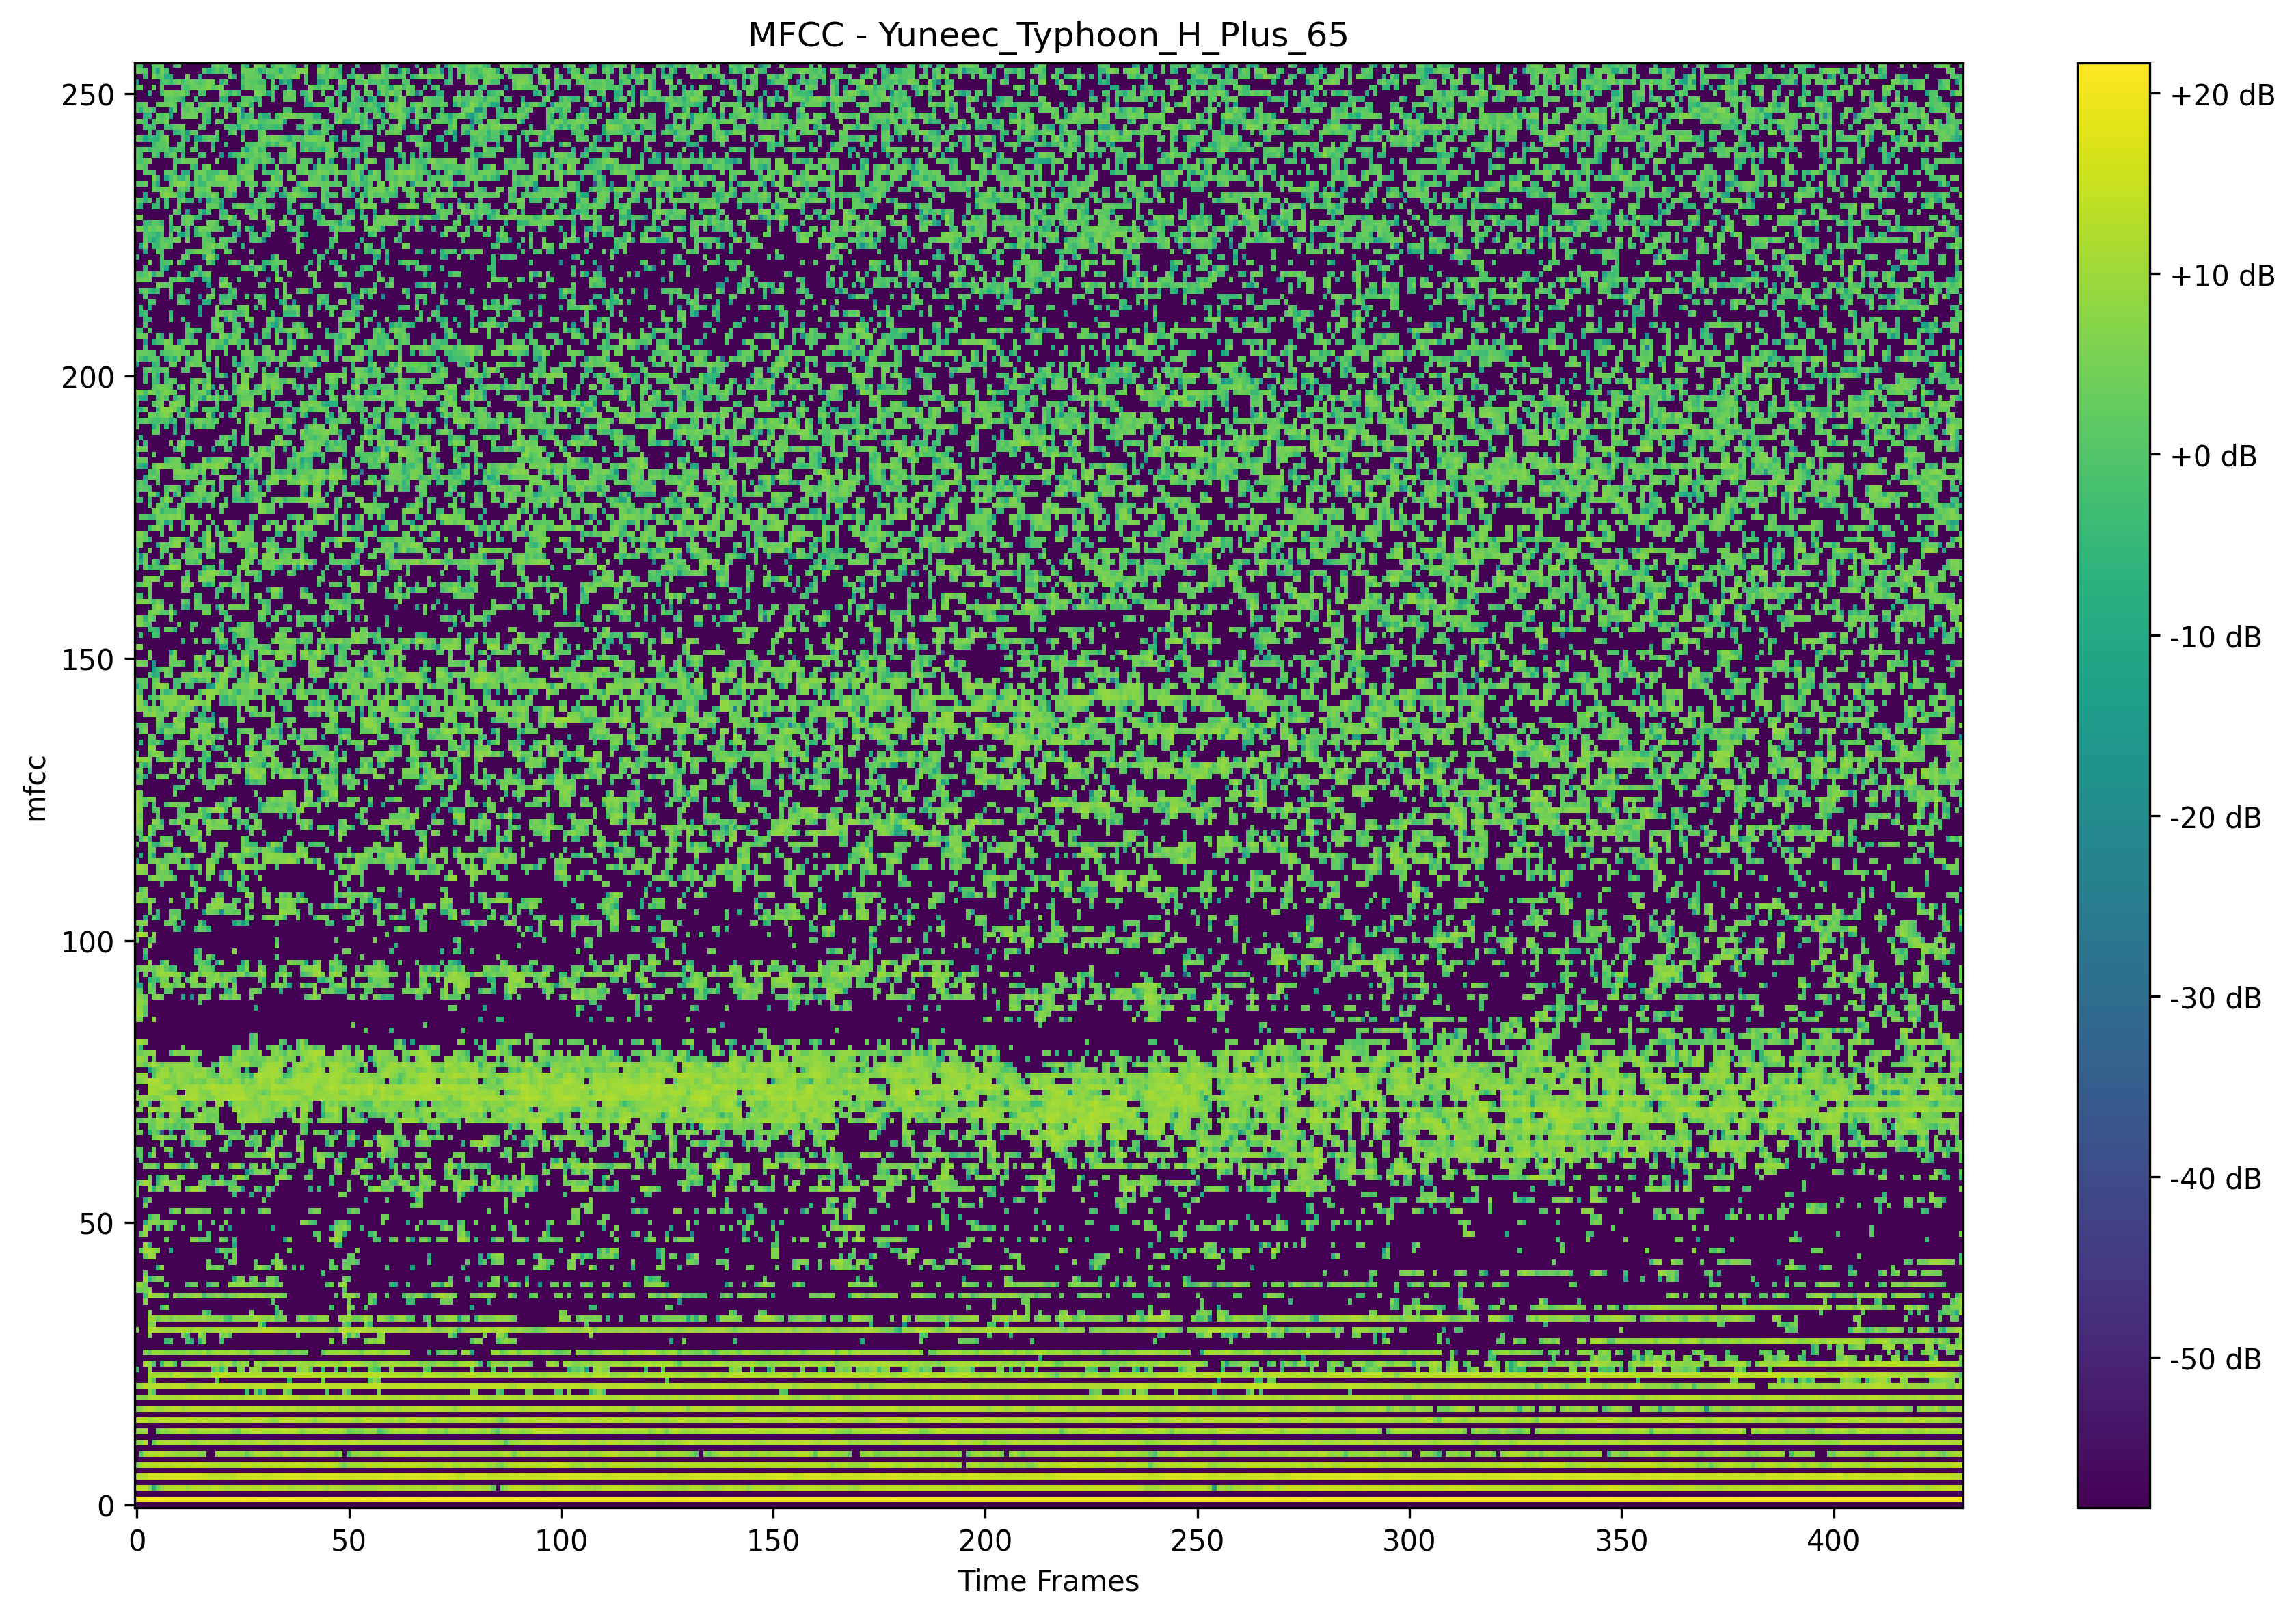 MFCC - Yuneec_Typhoon_H_Plus_65
250
200
150
100
50
0
mfcc
0 50 100 150 200 250 300 350 400
Time Frames
+20 dB
+10 dB
+0 dB
-10 dB
-20 dB
-30 dB
-40 dB
-50 dB